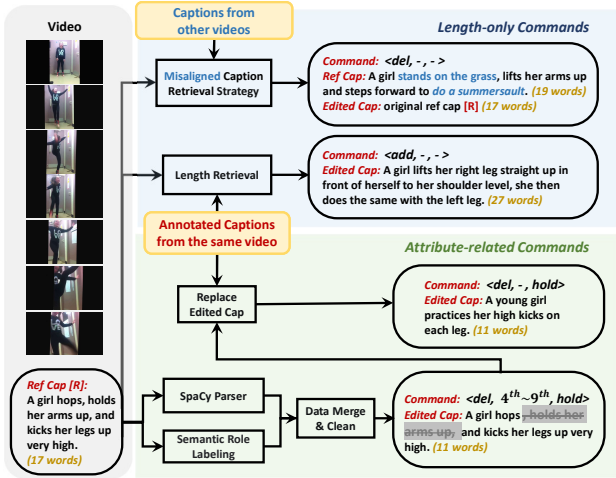 Video
Captions from
other videos
Length-only Commands
Misaligned Caption
Retrieval Strategy
Command: <del, - , - >
Ref Cap: A girl stands on the grass, lifts her arms up
and steps forward to do a summersault. (19 words)
Edited Cap: original ref cap [R] (17 words)
Length Retrieval
Command: <add, - , - >
Edited Cap: A girl lifts her right leg straight up in
front of herself to her shoulder level, she then
does the same with the left leg.
(27 words)
Annotated Captions
from the same video
Attribute-related Commands
Replace
Edited Cap
Command: <del, - , hold>
Edited Cap: A young girl
practices her high kicks on
each leg. (11 words)
Ref Cap [R]:
A girl hops, holds
her arms up, and
kicks her legs up
very high.
(17 words)
SpaCy Parser
Semantic Role
Labeling
Data Merge
& Clean
Command: <del, 4th~9th, hold>
Edited Cap: A girl hops , holds her
arms up, and kicks her legs up very
high. (11 words)